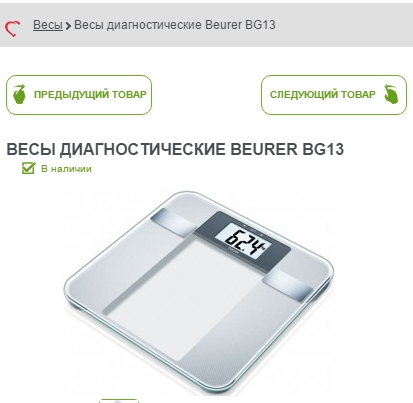 Весы > Весы диагностические Beurer BG13
ПРЕДЫДУЩИЙ ТОВАР
СЛЕДУЮЩИЙ ТОВАР
ВЕСЫ ДИАГНОСТИЧЕСКИЕ BEURER BG13
В наличии
62.4